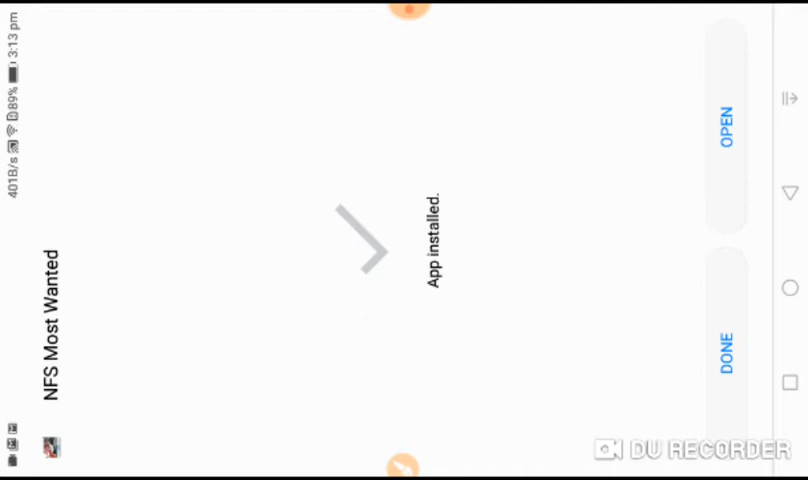 401B/s 89% 3:13 pm
NFS Most Wanted
App installed.
DONE
OPEN
DU RECORDER